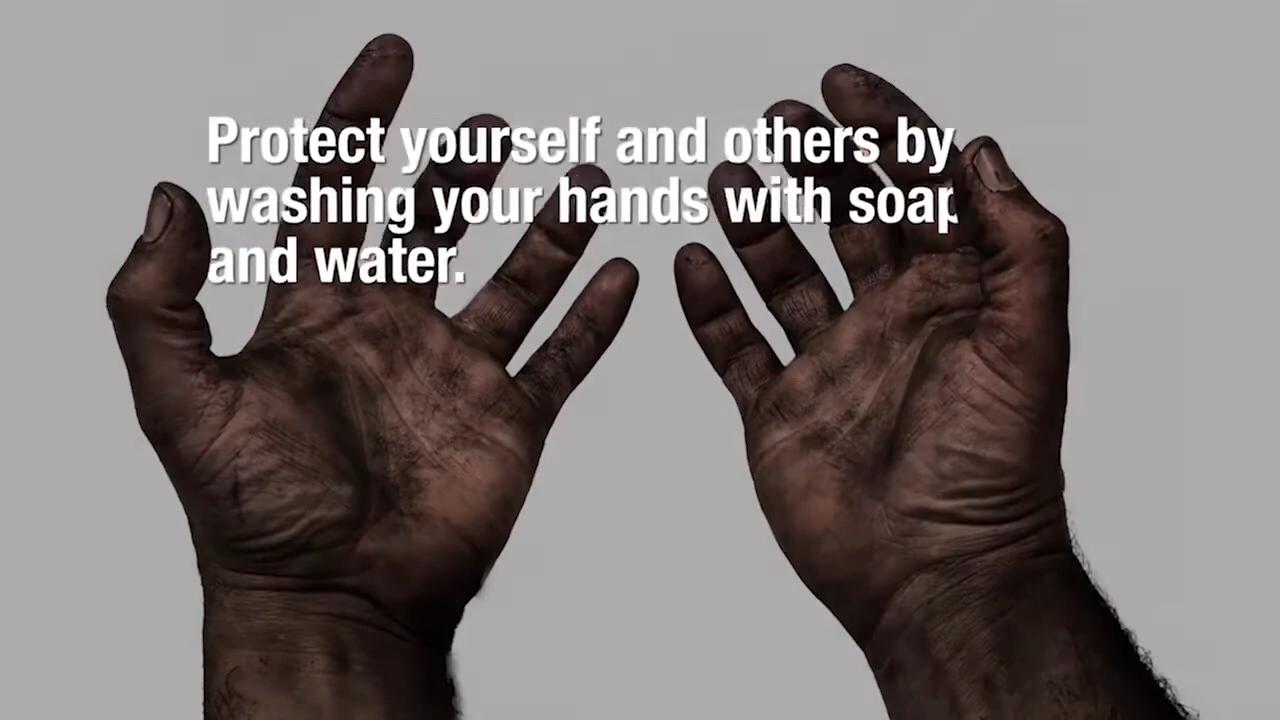 Protect yourself and others by
washing your hands with soap
and water.